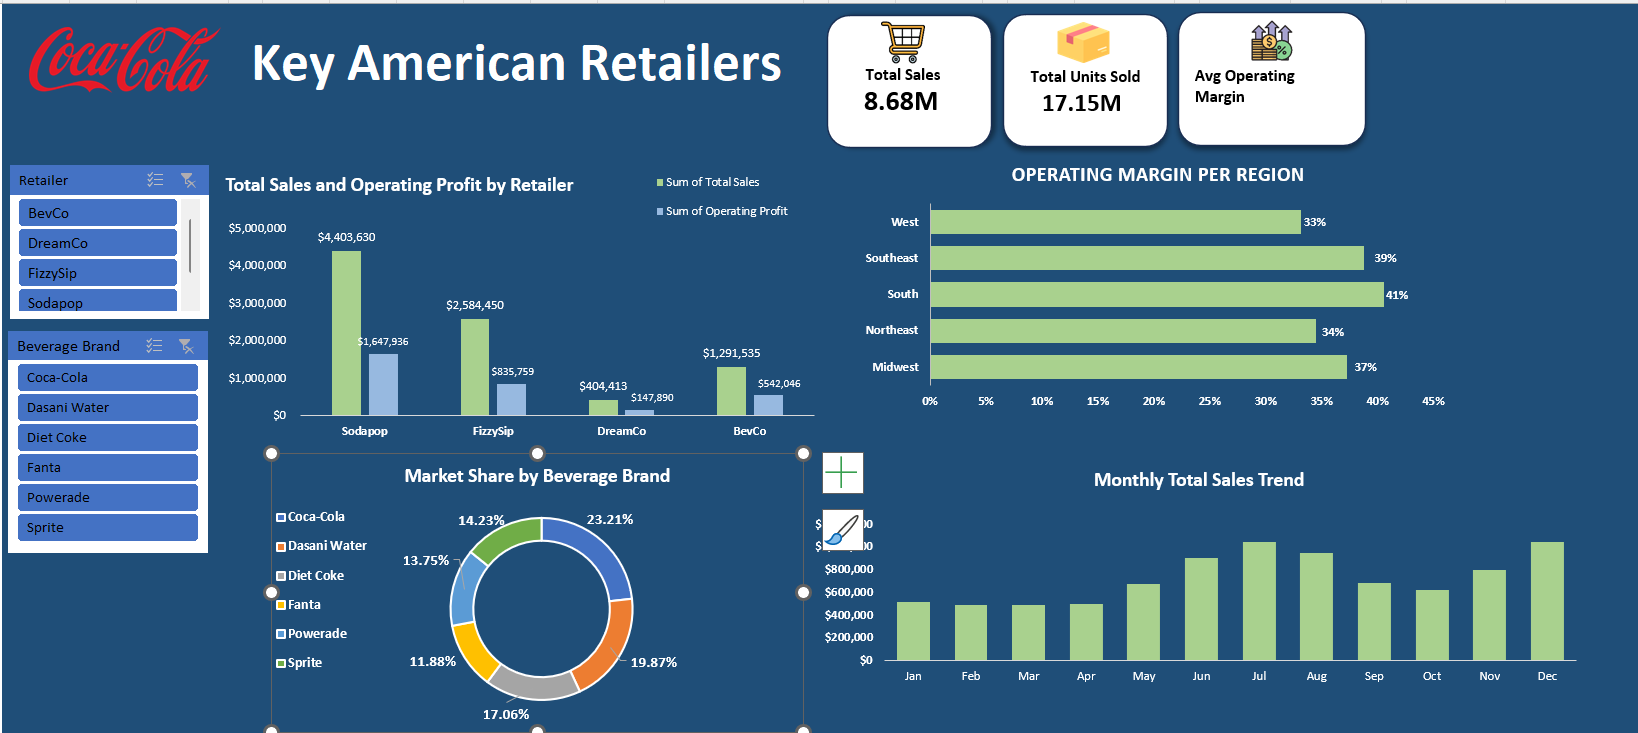 Coca-Cola
Key American Retailers
Total Sales
8.68M
Total Units Sold
17.15M
Avg Operating
Margin
Retailer
BevCo
DreamCo
FizzySip
Sodapop
Beverage Brand
Coca-Cola
Dasani Water
Diet Coke
Fanta
Powerade
Sprite
Total Sales and Operating Profit by Retailer
Sum of Total Sales
Sum of Operating Profit
$5,000,000
$4,000,000
$3,000,000
$2,000,000
$1,000,000
$0
$4,403,630
$1,647,936
$2,584,450
$835,759
$404,413
$147,890
$1,291,535
$542,046
Sodapop FizzySip DreamCo BevCo
OPERATING MARGIN PER REGION
West 33%
Southeast 39%
South 41%
Northeast 34%
Midwest 37%
0% 5% 10% 15% 20% 25% 30% 35% 40% 45%
Market Share by Beverage Brand
Coca-Cola
Dasani Water
Diet Coke
Fanta
Powerade
Sprite
14.23%
23.21%
13.75%
11.88%
19.87%
17.06%
Monthly Total Sales Trend
$800,000
$600,000
$400,000
$200,000
$0
Jan Feb Mar Apr May Jun Jul Aug Sep Oct Nov Dec